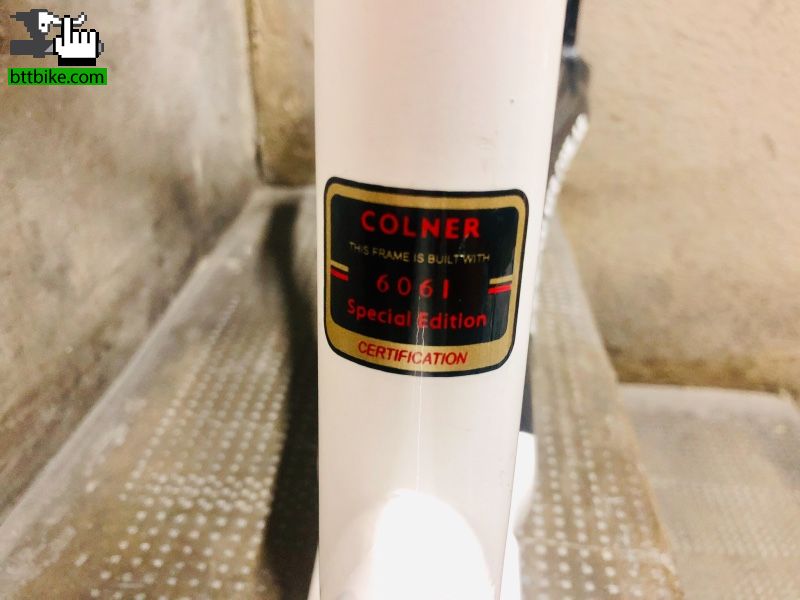 bttbike.com
COLNER
THIS FRAME IS BUILT WITH
6061
Special Edition
CERTIFICATION